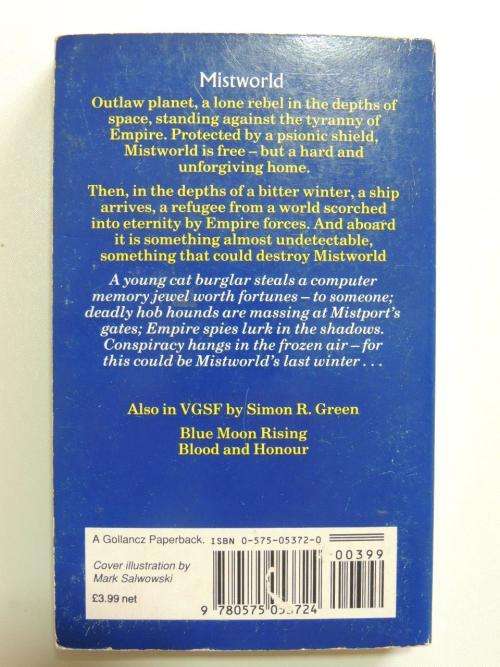 Mistworld
Outlaw planet, a lone rebel in the depths of
space, standing against the tyranny of
Empire. Protected by a psionic shield,
Mistworld is free – but a hard and
unforgiving home.
Then, in the depths of a bitter winter, a ship
arrives, a refugee from a world scorched
into eternity by Empire forces. And aboard
it is something almost undetectable,
something that could destroy Mistworld
A young cat burglar steals a computer
memory jewel worth fortunes – to someone;
deadly hob hounds are massing at Mistport's
gates; Empire spies lurk in the shadows.
Conspiracy hangs in the frozen air – for
this could be Mistworld's last winter . . .
Also in VGSF by Simon R. Green
Blue Moon Rising
Blood and Honour
A Gollancz Paperback. ISBN 0-575-05372-0
00399
Cover illustration by
Mark Salwowski
£3.99 net
9 780575